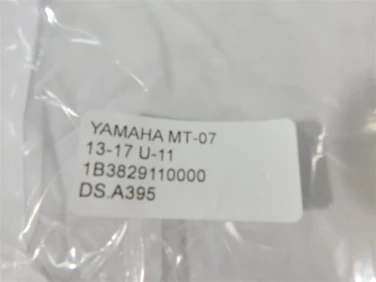 YAMAHA MT-07
13-17 U-11
1B3829110000
DS.A395